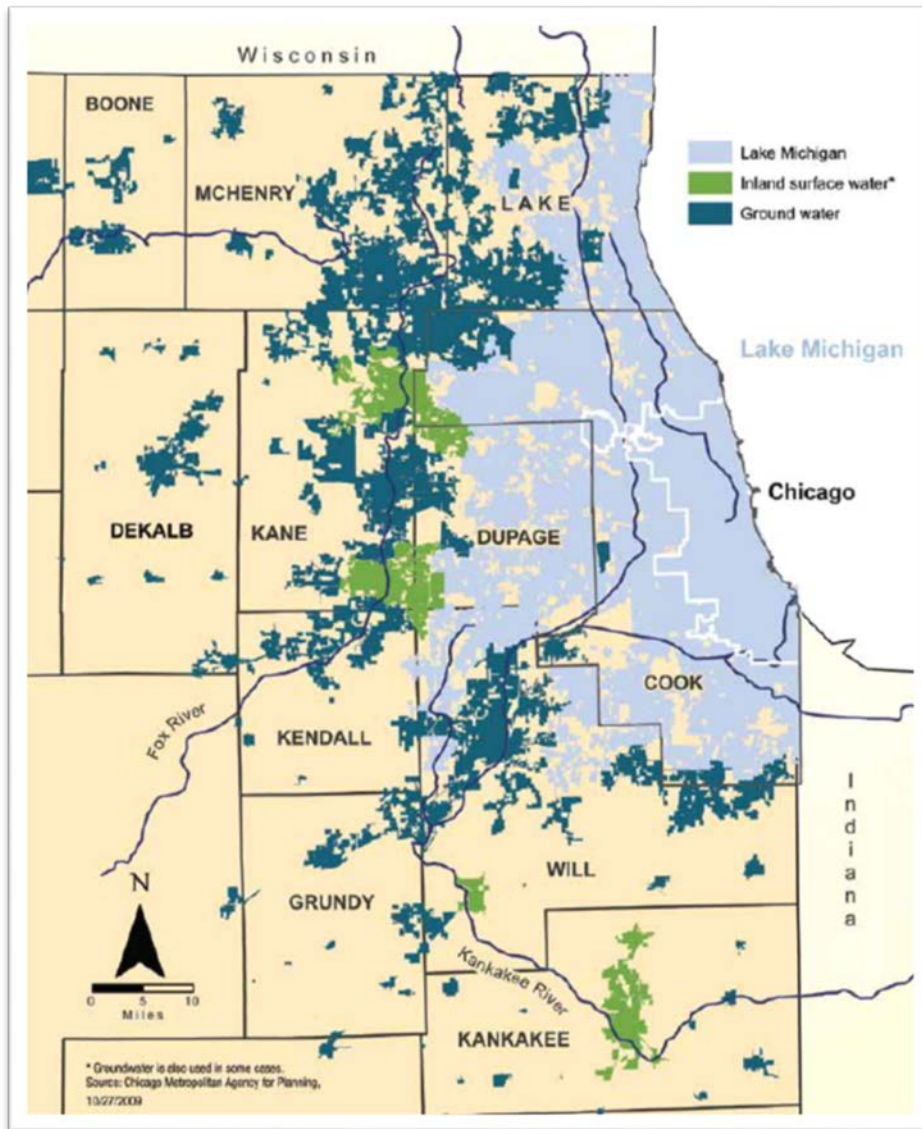 Wisconsin
BOONE
MCHENRY
LAKE
Lake Michigan
Inland surface water*
Ground water
Lake Michigan
Chicago
DEKALB
KANE
DUPAGE
COOK
Fox River
KENDALL
Indiana
N
WILL
GRUNDY
0 5 10
Miles
Kankakee River
KANKAKEE
* Groundwater is also used in some cases.
Source: Chicago Metropolitan Agency for Planning,
10/27/2009